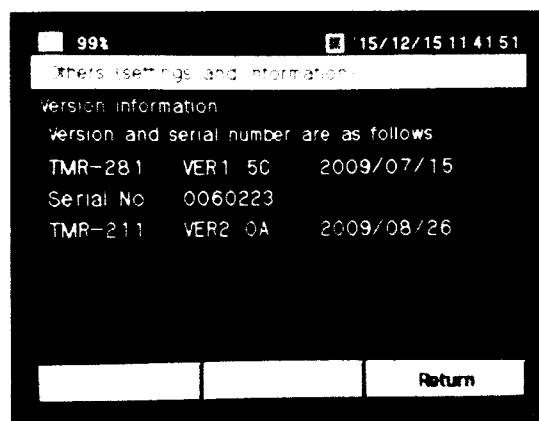 99% '15/12/15 11 41 51
Others (settings and information)
Version information
Version and serial number are as follows
TMR-281 VER1 5C 2009/07/15
Serial No 0060223
TMR-211 VER2 0A 2009/08/26
Return